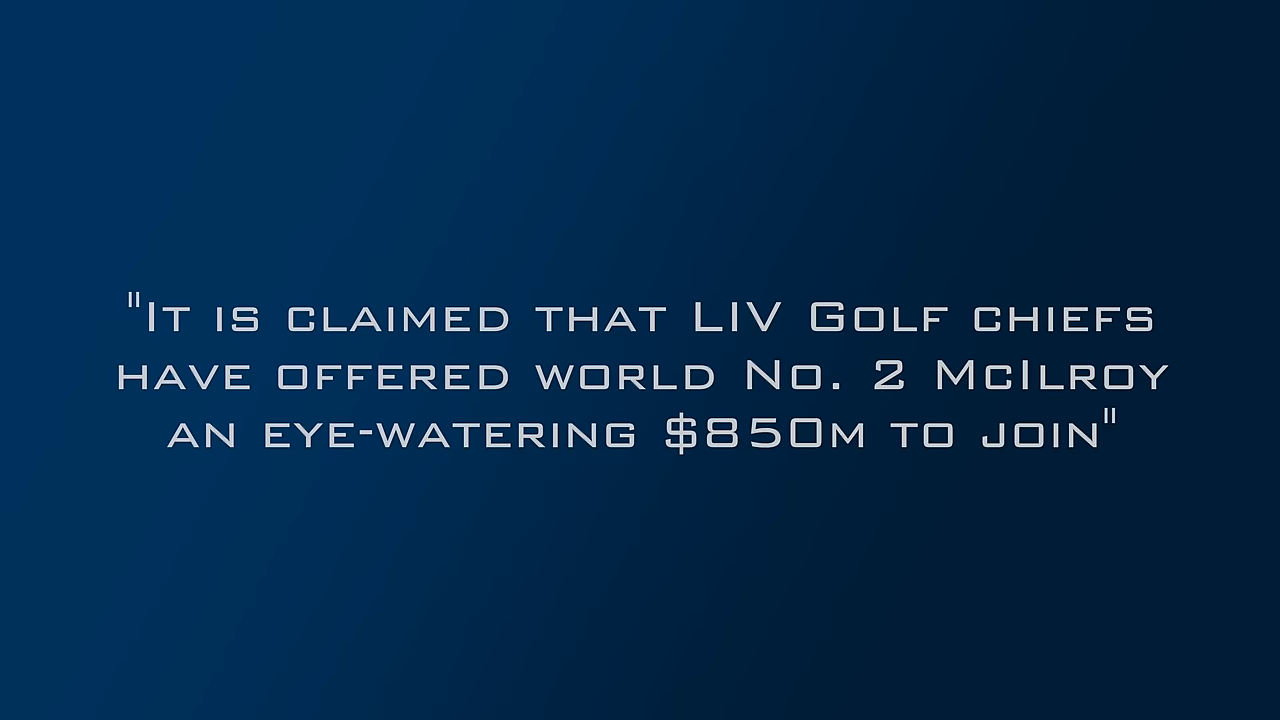 "It is claimed that LIV Golf chiefs
have offered world No. 2 McIlroy
an eye-watering $850m to join"